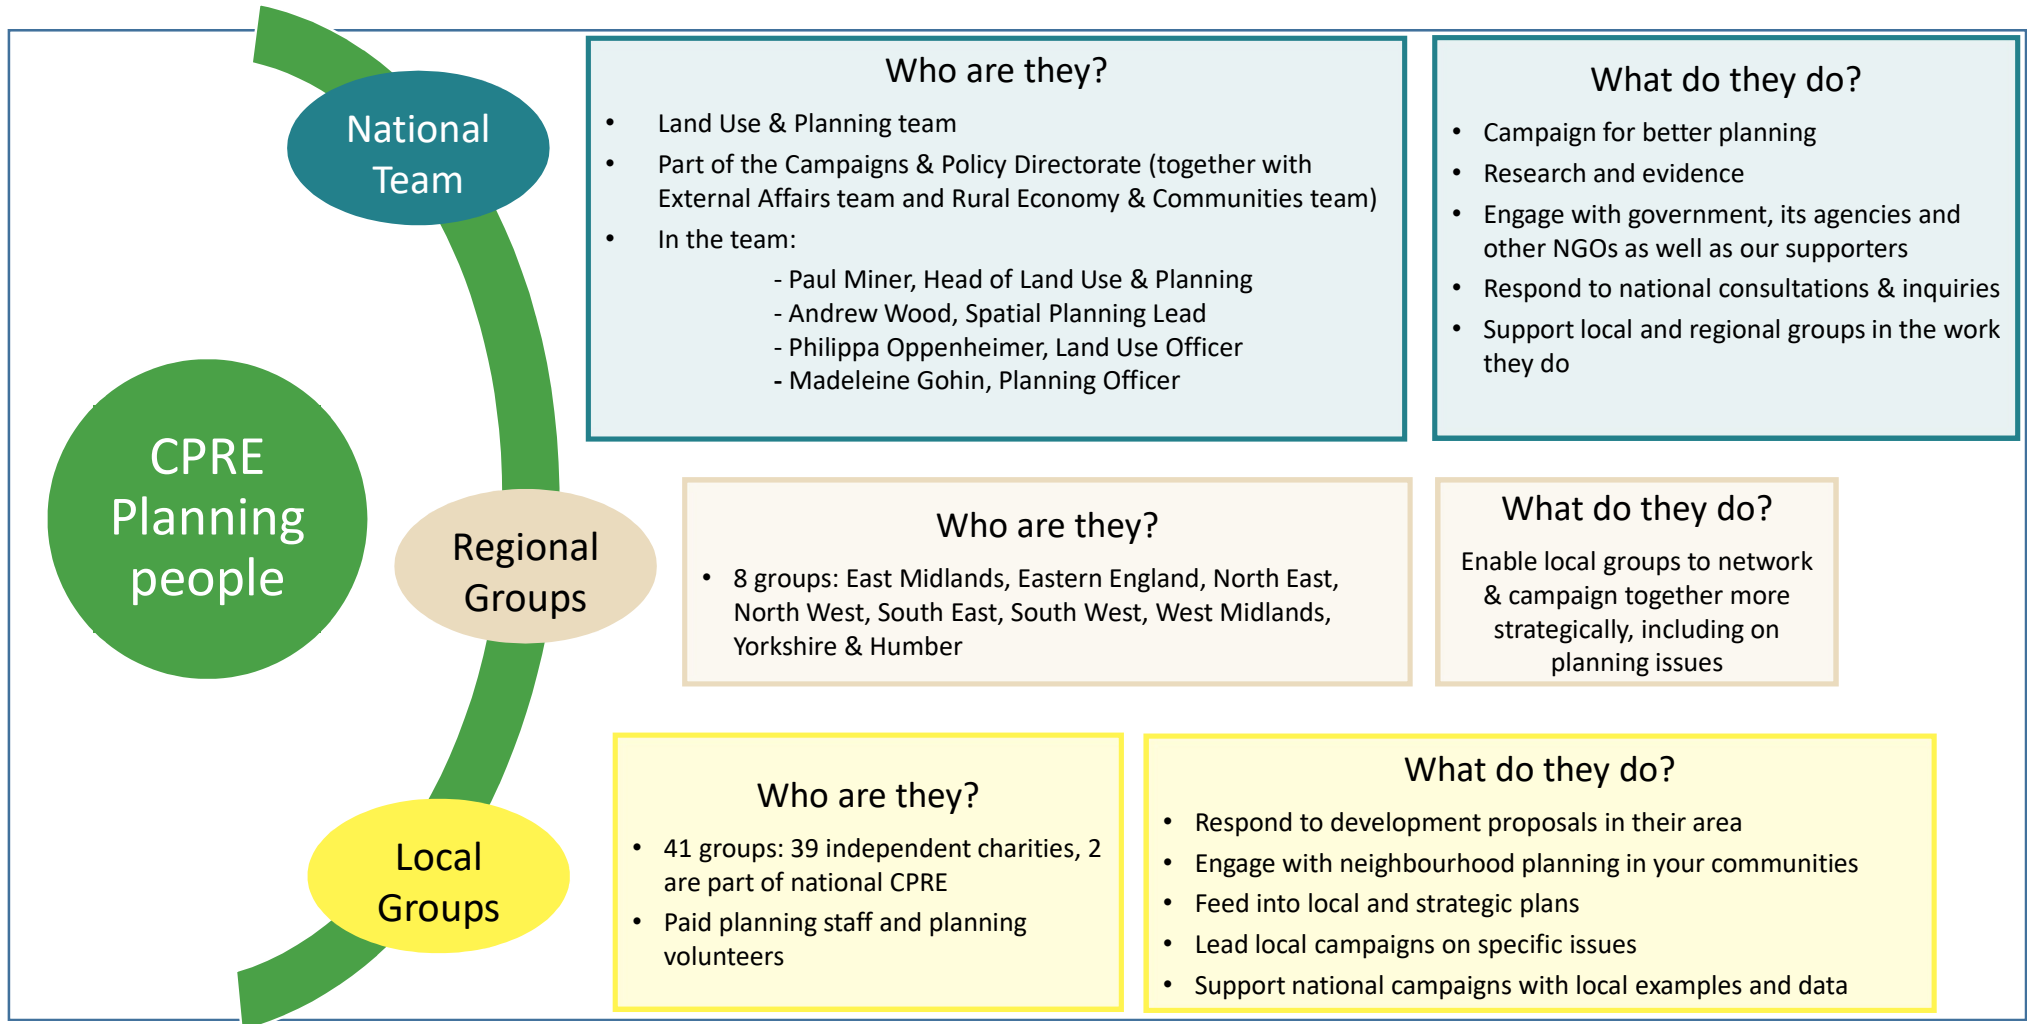 CPRE
Planning
people
National
Team
Who are they?
• Land Use & Planning team
• Part of the Campaigns & Policy Directorate (together with
External Affairs team and Rural Economy & Communities team)
• In the team:
- Paul Miner, Head of Land Use & Planning
- Andrew Wood, Spatial Planning Lead
- Philippa Oppenheimer, Land Use Officer
- Madeleine Gohin, Planning Officer
What do they do?
• Campaign for better planning
• Research and evidence
• Engage with government, its agencies and
other NGOs as well as our supporters
• Respond to national consultations & inquiries
• Support local and regional groups in the work
they do
Regional
Groups
Who are they?
• 8 groups: East Midlands, Eastern England, North East,
North West, South East, South West, West Midlands,
Yorkshire & Humber
What do they do?
Enable local groups to network
& campaign together more
strategically, including on
planning issues
Local
Groups
Who are they?
• 41 groups: 39 independent charities, 2
are part of national CPRE
• Paid planning staff and planning
volunteers
What do they do?
• Respond to development proposals in their area
• Engage with neighbourhood planning in your communities
• Feed into local and strategic plans
• Lead local campaigns on specific issues
• Support national campaigns with local examples and data